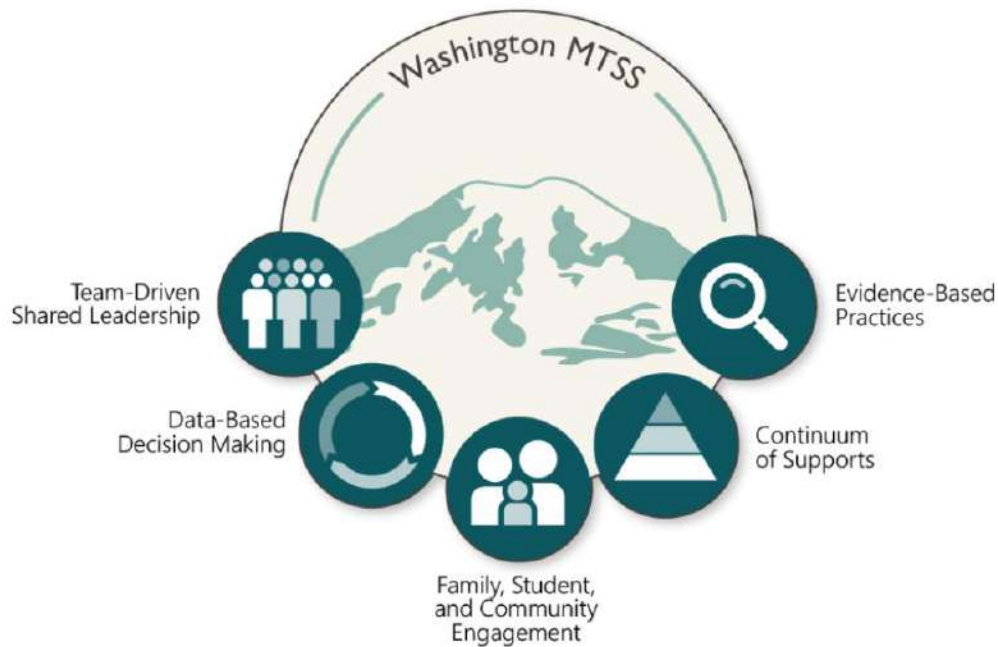 Washington MTSS
Team-Driven
Shared Leadership
Evidence-Based
Practices
Data-Based
Decision Making
Continuum
of Supports
Family, Student,
and Community
Engagement